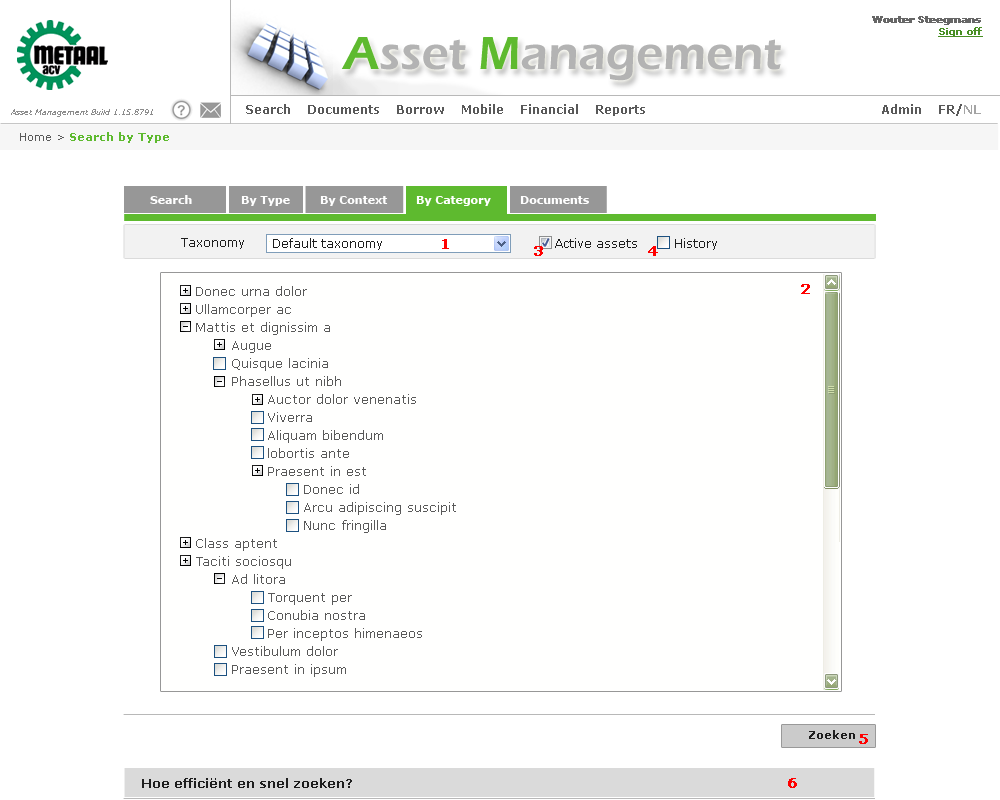 Wouter Steegmans
Sign off
METAAL
acv
Asset Management
Asset Management Build 1.15.8791
?
Search Documents Borrow Mobile Financial Reports Admin FR/NL
Home > Search by Type
Search By Type By Context By Category Documents
Taxonomy Default taxonomy 1 3 Active assets 4 History
2
Donec urna dolor
Ullamcorper ac
Mattis et dignissim a
Augue
Quisque lacinia
Phasellus ut nibh
Auctor dolor venenatis
Viverra
Aliquam bibendum
lobortis ante
Praesent in est
Donec id
Arcu adipiscing suscipit
Nunc fringilla
Class aptent
Taciti sociosqu
Ad litora
Torquent per
Conubia nostra
Per inceptos himenaeos
Vestibulum dolor
Praesent in ipsum
Zoeken 5
Hoe efficiënt en snel zoeken? 6